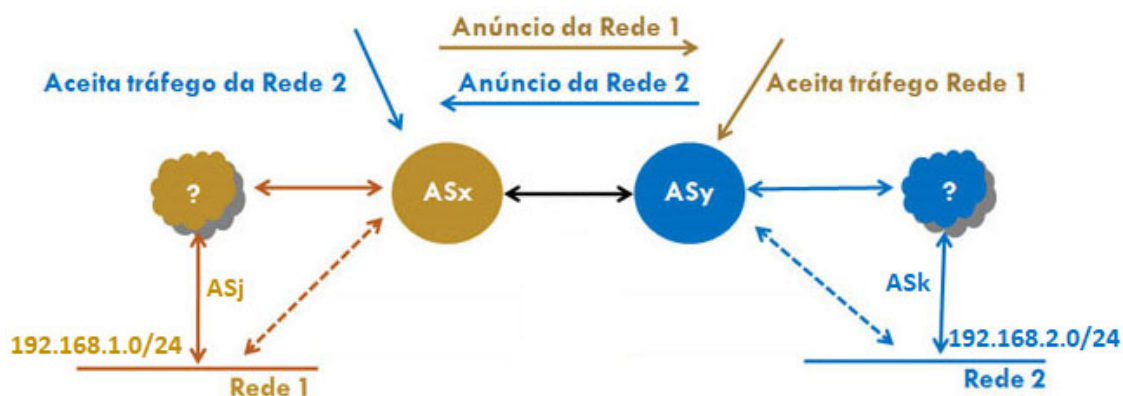 Anúncio da Rede 1
Aceita tráfego da Rede 2
Anúncio da Rede 2
Aceita tráfego Rede 1
?
ASx
ASy
?
ASj
ASk
192.168.1.0/24
192.168.2.0/24
Rede 1
Rede 2